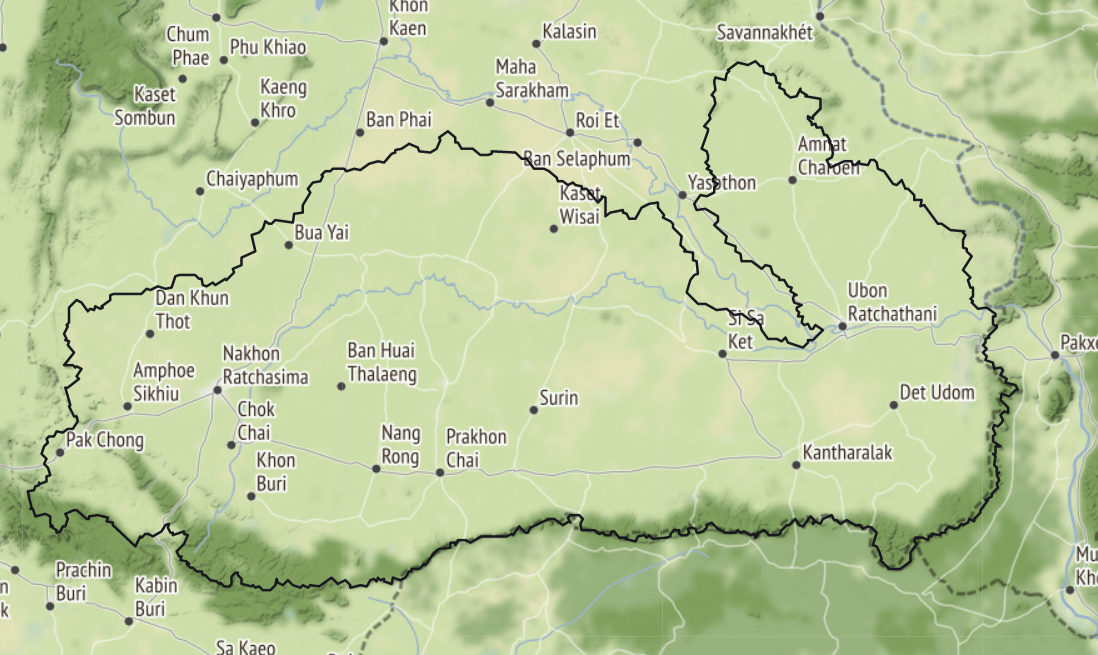 Khon
Kaen
Chum
Phae
Phu Khiao
Kalasin
Savannakhét
Kaset
Sombun
Kaeng
Khro
Maha
Sarakham
Ban Phai
Roi Et
Ban Selaphum
Amnat
Charoen
Chaiyaphum
Yasothon
Kaset
Wisai
Bua Yai
Dan Khun
Thot
Ubon
Ratchathani
Si Sa
Ket
Nakhon
Ratchasima
Ban Huai
Thalaeng
Amphoe
Sikhiu
Surin
Det Udom
Chok
Chai
Pak Chong
Nang
Rong
Prakhon
Chai
Kantharalak
Khon
Buri
Prachin
Buri
Kabin
Buri
Sa Kaeo